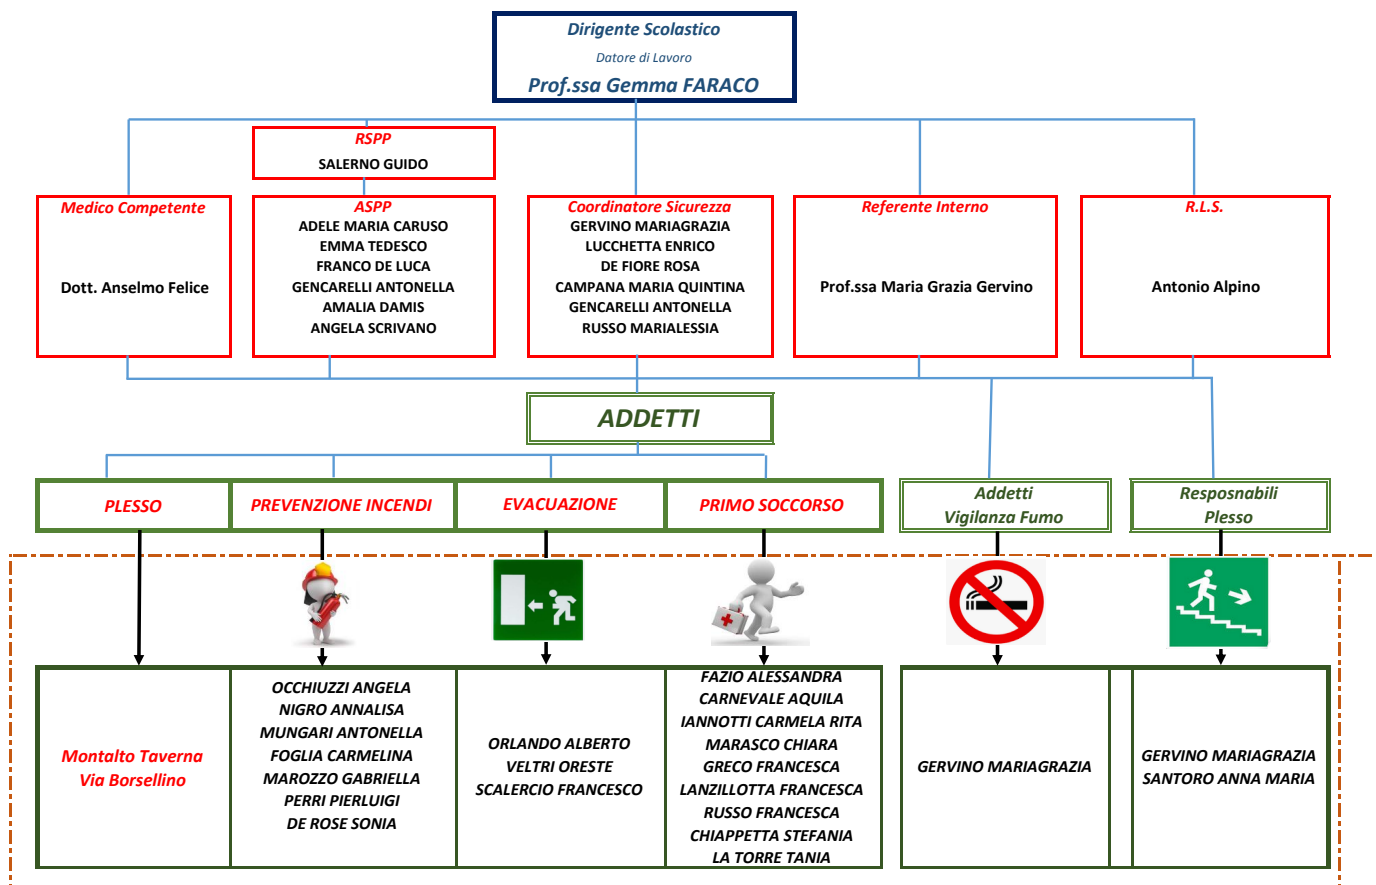 Dirigente Scolastico
Datore di Lavoro
Prof.ssa Gemma FARACO
RSPP
SALERNO GUIDO
Medico Competente
Dott. Anselmo Felice
ASPP
ADELE MARIA CARUSO
EMMA TEDESCO
FRANCO DE LUCA
GENCARELLI ANTONELLA
AMALIA DAMIS
ANGELA SCRIVANO
Coordinatore Sicurezza
GERVINO MARIAGRAZIA
LUCCHETTA ENRICO
DE FIORE ROSA
CAMPANA MARIA QUINTINA
GENCARELLI ANTONELLA
RUSSO MARIALESSIA
Referente Interno
Prof.ssa Maria Grazia Gervino
R.L.S.
Antonio Alpino
ADDETTI
PLESSO
PREVENZIONE INCENDI
EVACUAZIONE
PRIMO SOCCORSO
Addetti
Vigilanza Fumo
Resposnabili
Plesso
Montalto Taverna
Via Borsellino
OCCHIUZZI ANGELA
NIGRO ANNALISA
MUNGARI ANTONELLA
FOGLIA CARMELINA
MAROZZO GABRIELLA
PERRI PIERLUIGI
DE ROSE SONIA
ORLANDO ALBERTO
VELTRI ORESTE
SCALERCIO FRANCESCO
FAZIO ALESSANDRA
CARNEVALE AQUILA
IANNOTTI CARMELA RITA
MARASCO CHIARA
GRECO FRANCESCA
LANZILLOTTA FRANCESCA
RUSSO FRANCESCA
CHIAPPETTA STEFANIA
LA TORRE TANIA
GERVINO MARIAGRAZIA
GERVINO MARIAGRAZIA
SANTORO ANNA MARIA